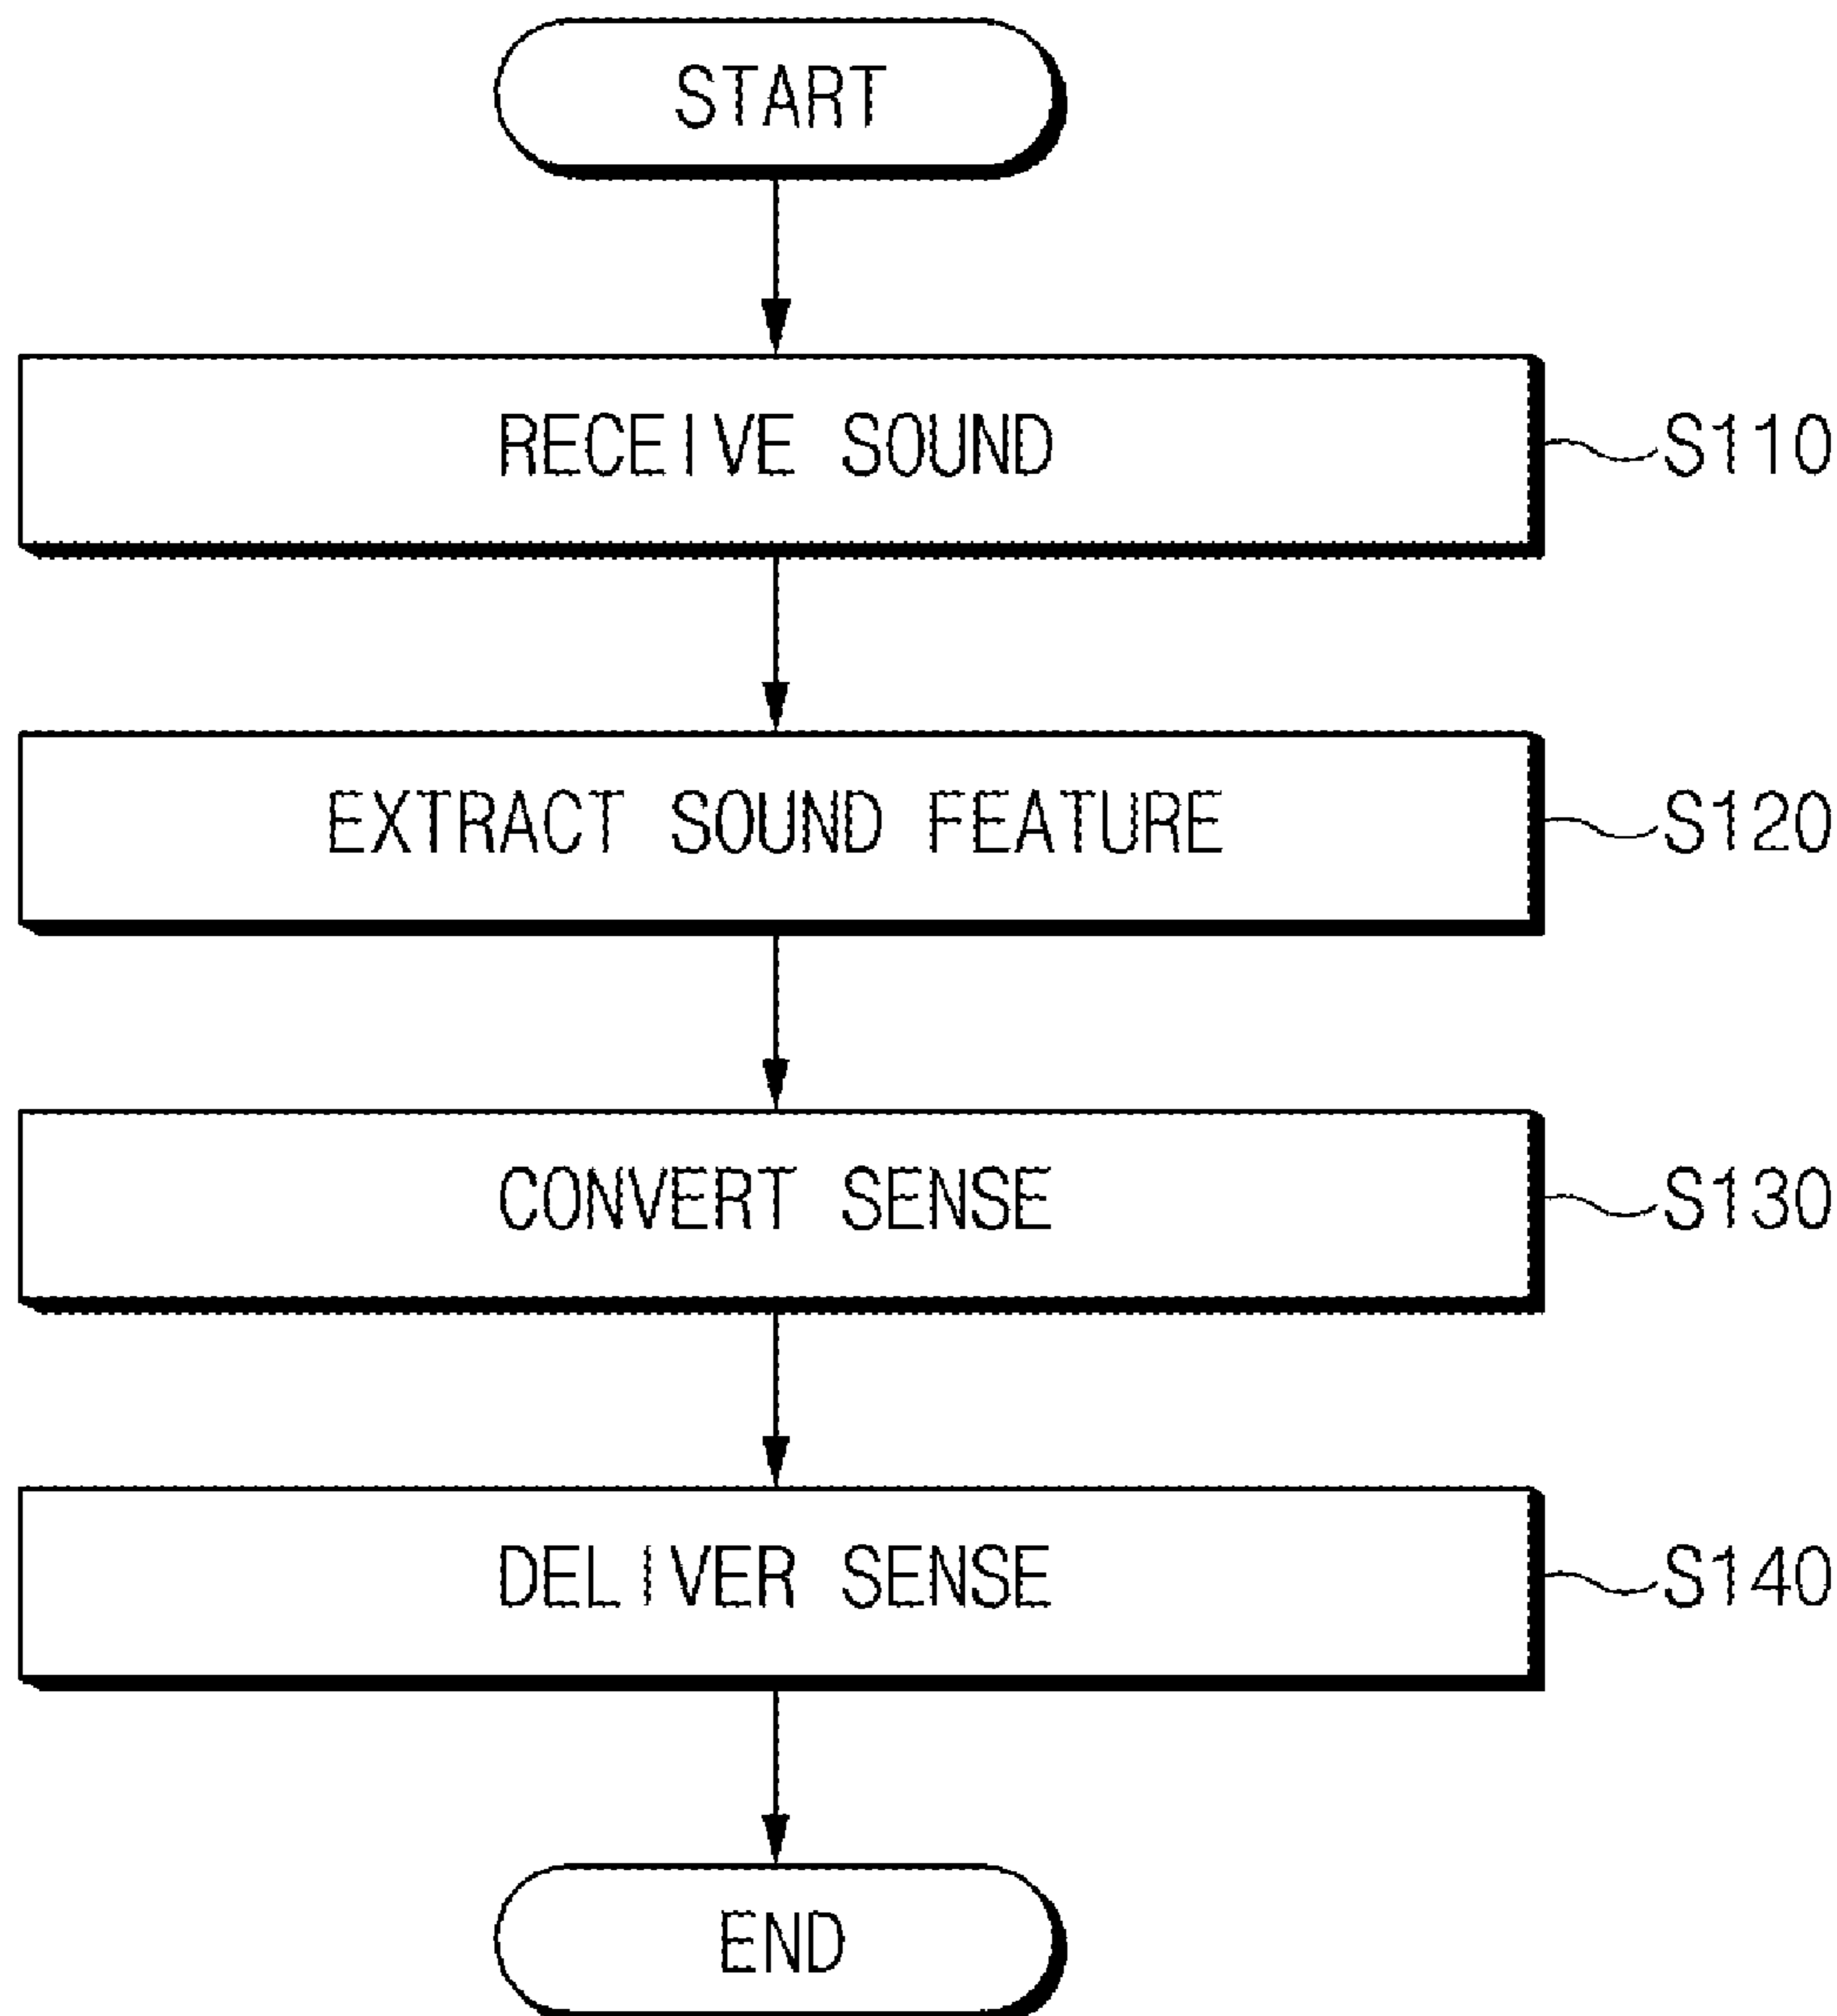 START
RECEIVE SOUND
S110
EXTRACT SOUND FEATURE
S120
CONVERT SENSE
S130
DELIVER SENSE
S140
END